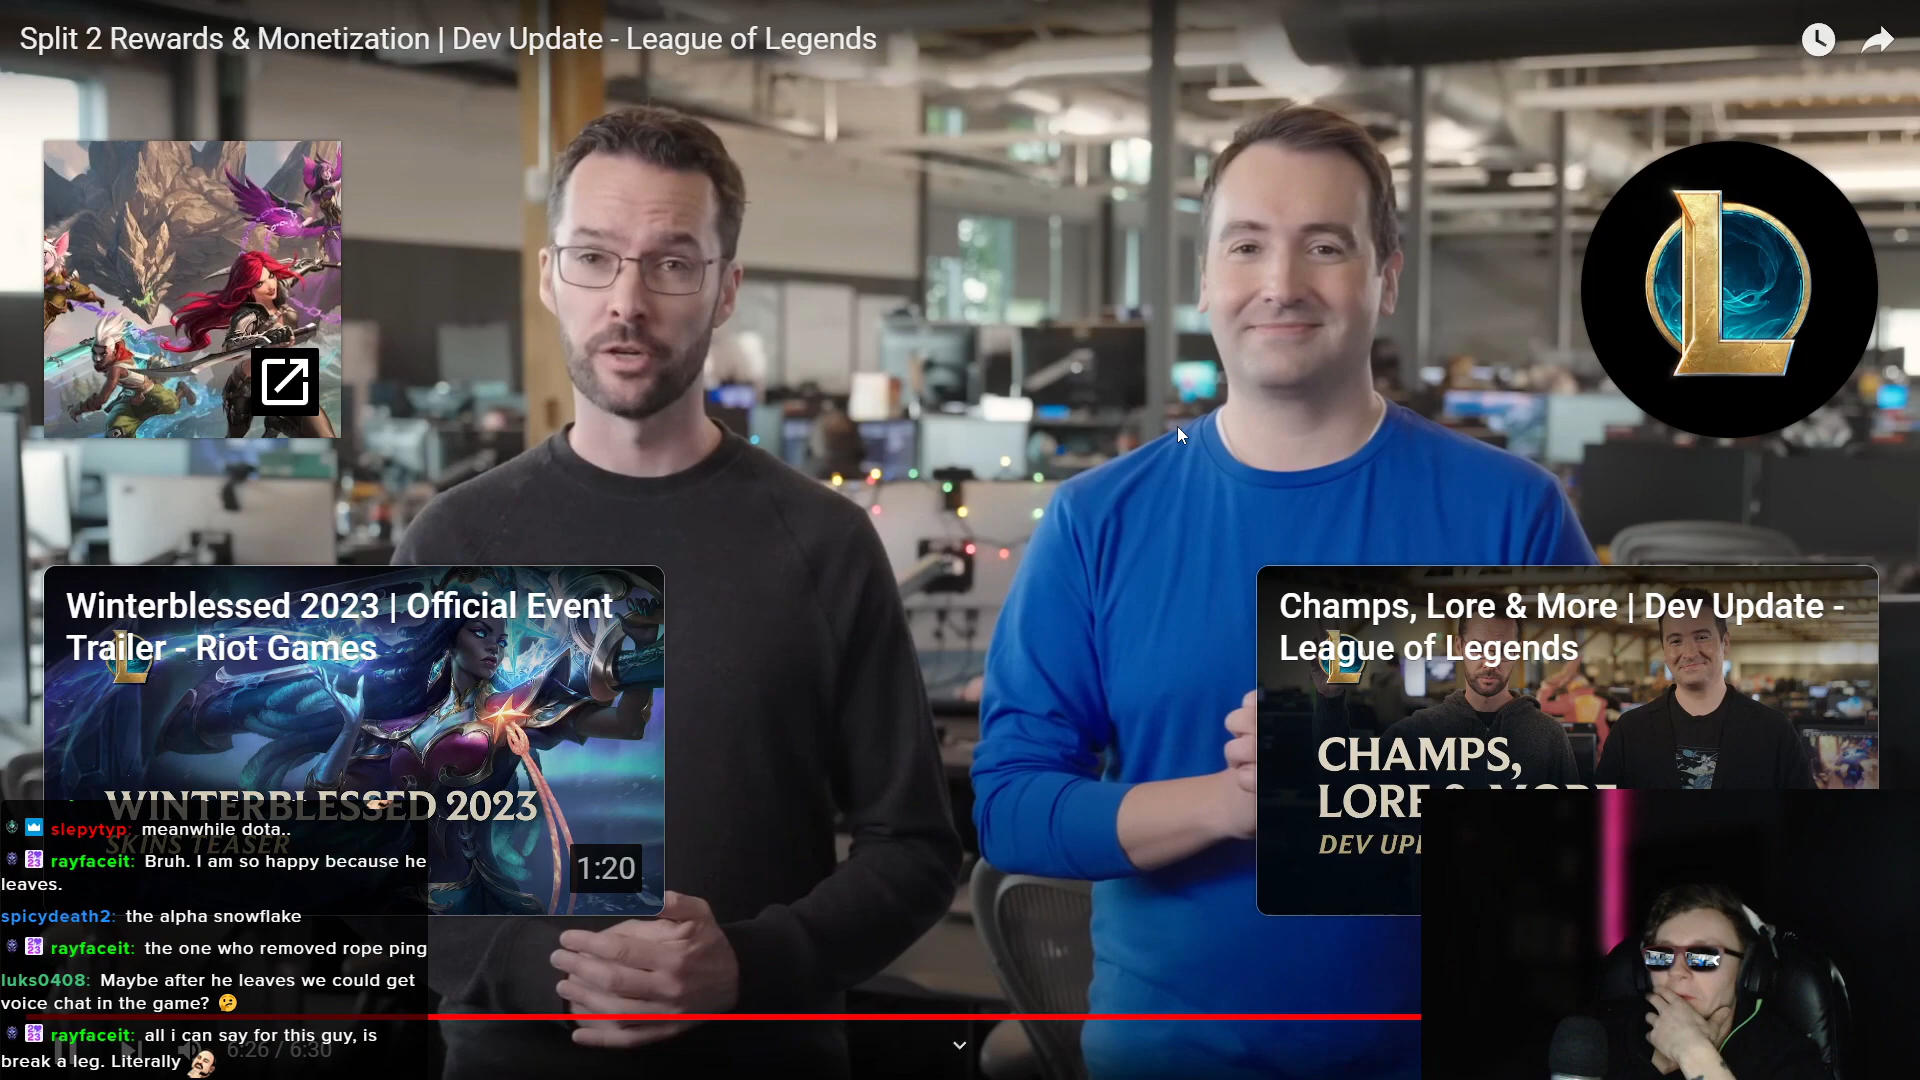 Split 2 Rewards & Monetization | Dev Update - League of Legends
Winterblessed 2023 | Official Event
Trailer - Riot Games
WINTERBLESSED 2023
SKINS TEASER
1:20
Champs, Lore & More | Dev Update -
League of Legends
CHAMPS,
LORE & MORE
DEV UPD
slepytyp: meanwhile dota..
rayfaceit: Bruh. I am so happy because he
leaves.
spicydeath2: the alpha snowflake
rayfaceit: the one who removed rope ping
luks0408: Maybe after he leaves we could get
voice chat in the game? 🤔
rayfaceit: all i can say for this guy, is
break a leg. Literally
6:26 / 6:30